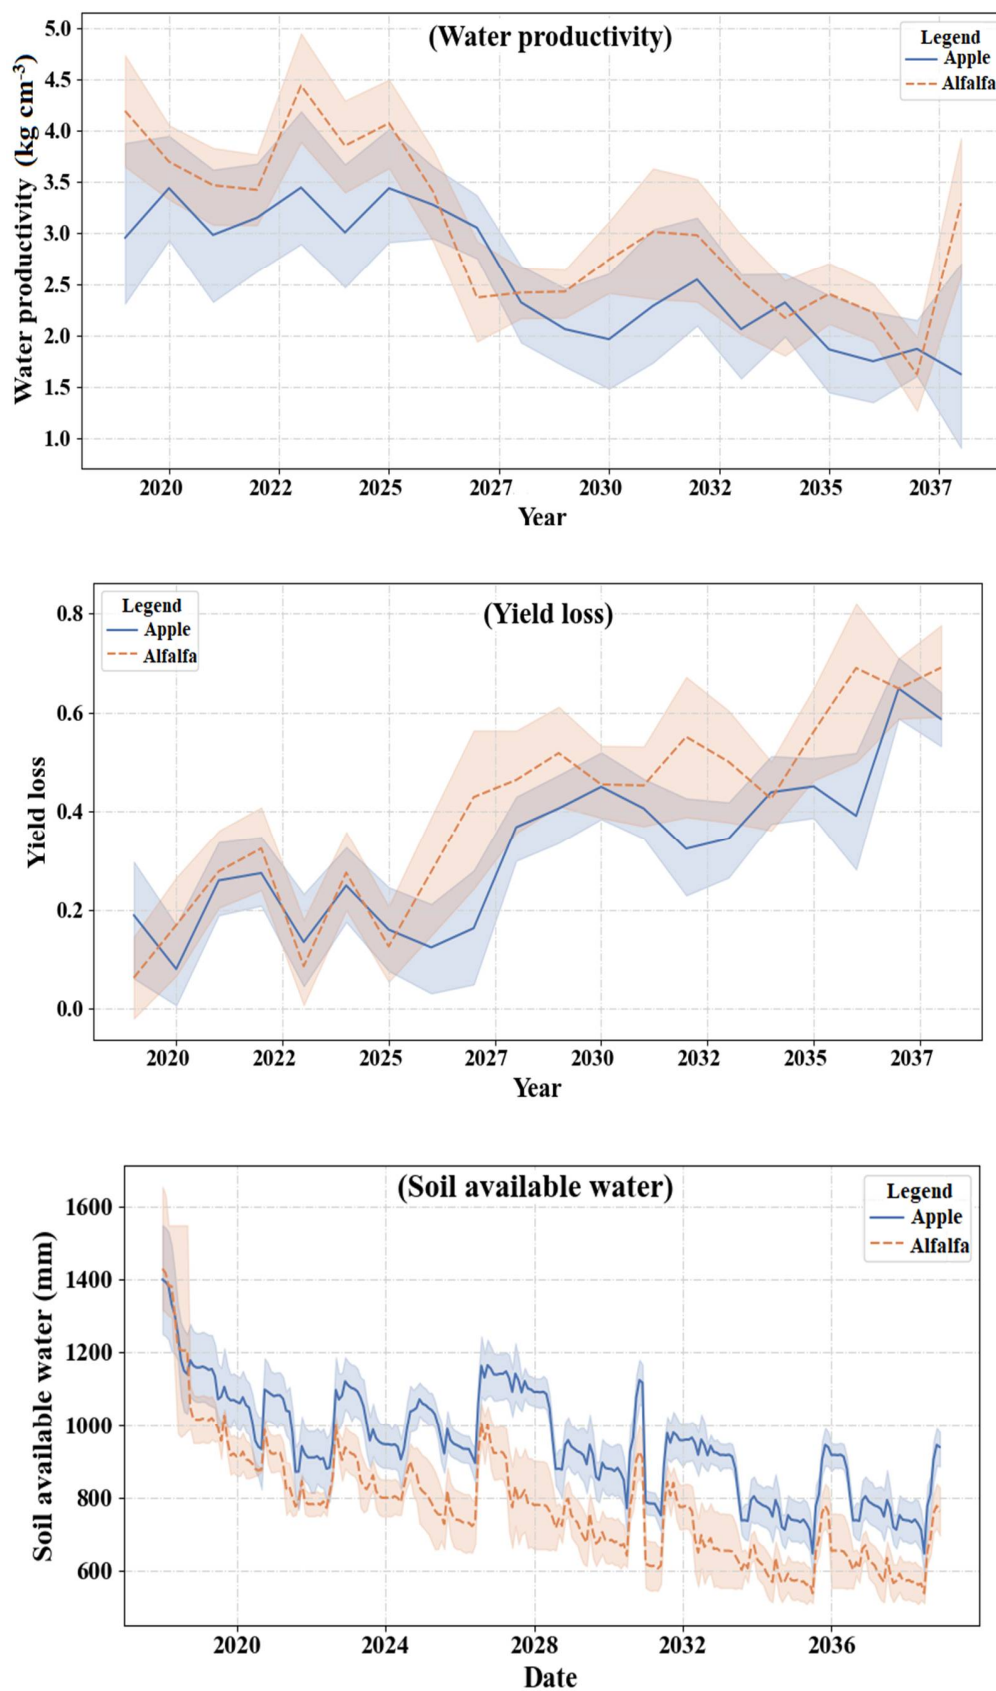 (Water productivity)
Legend
Apple
Alfalfa
Water productivity (kg cm⁻³)
5.0
4.5
4.0
3.5
3.0
2.5
2.0
1.5
1.0
2020
2022
2025
2027
2030
2032
2035
2037
Year
(Yield loss)
Legend
Apple
Alfalfa
Yield loss
0.8
0.6
0.4
0.2
0.0
2020
2022
2025
2027
2030
2032
2035
2037
Year
(Soil available water)
Legend
Apple
Alfalfa
Soil available water (mm)
1600
1400
1200
1000
800
600
2020
2024
2028
2032
2036
Date